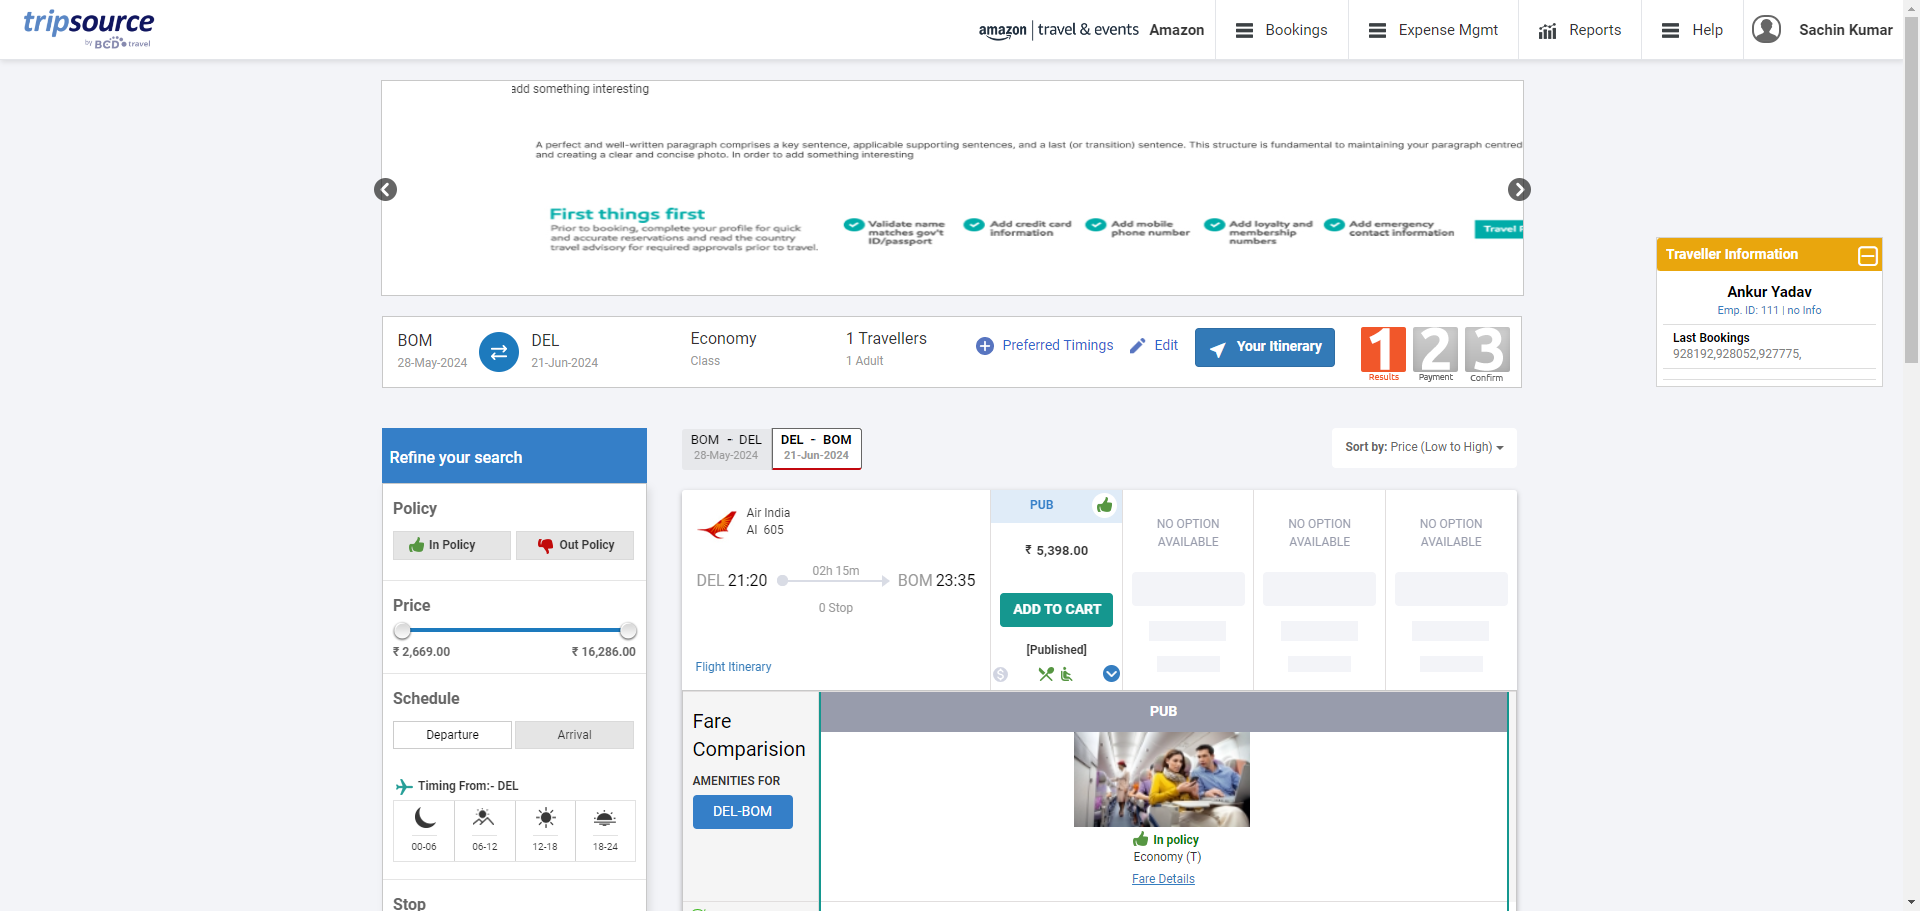 tripsource
by BCD travel
amazon travel & events Amazon
Bookings
Expense Mgmt
Reports
Help
Sachin Kumar
add something interesting
A perfect and well-written paragraph comprises a key sentence, applicable supporting sentences, and a last (or transition) sentence. This structure is fundamental to maintaining your paragraph centred
and creating a clear and concise photo. In order to add something interesting
First things first
Prior to booking, complete your profile for quick
and accurate reservations and read the country
travel advisory for required approvals prior to travel.
Validate name
matches gov't
ID/passport
Add credit card
information
Add mobile
phone number
Add loyalty and
membership
numbers
Add emergency
contact information
Travel
Traveller Information
Ankur Yadav
Emp. ID: 111 | no Info
Last Bookings
928192,928052,927775,
BOM
28-May-2024
DEL
21-Jun-2024
Economy
Class
1 Travellers
1 Adult
Preferred Timings
Edit
Your Itinerary
1
Results
2
Payment
3
Confirm
Refine your search
Policy
In Policy
Out Policy
Price
₹ 2,669.00
₹ 16,286.00
Schedule
Departure
Arrival
Timing From:- DEL
00-06
06-12
12-18
18-24
Stop
BOM - DEL
28-May-2024
DEL - BOM
21-Jun-2024
Sort by: Price (Low to High)
Air India
AI 605
DEL 21:20
02h 15m
BOM 23:35
0 Stop
Flight Itinerary
PUB
₹ 5,398.00
ADD TO CART
[Published]
NO OPTION
AVAILABLE
NO OPTION
AVAILABLE
NO OPTION
AVAILABLE
Fare
Comparision
AMENITIES FOR
DEL-BOM
PUB
In policy
Economy (T)
Fare Details